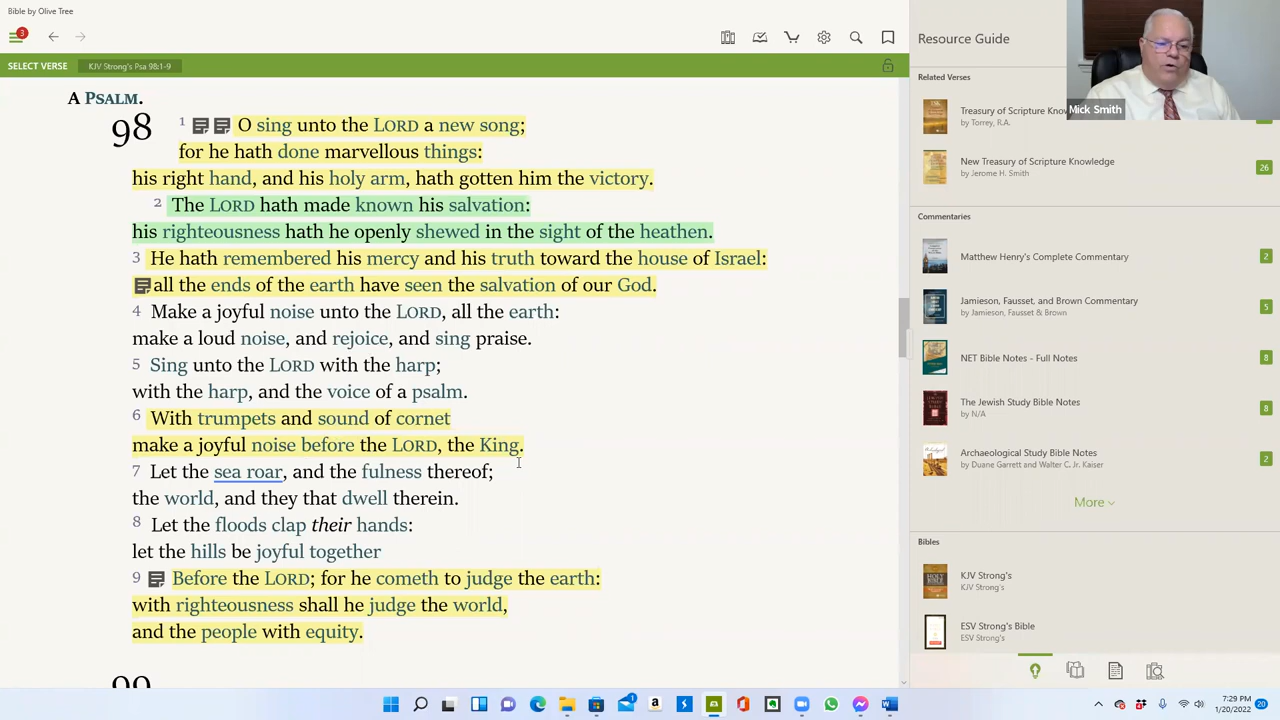 Bible by Olive Tree
3
SELECT VERSE
KJV Strong's Psa 98:1-9
A PSALM.
98
1 O sing unto the LORD a new song;
for he hath done marvellous things:
his right hand, and his holy arm, hath gotten him the victory.
2 The LORD hath made known his salvation:
his righteousness hath he openly shewed in the sight of the heathen.
3 He hath remembered his mercy and his truth toward the house of Israel:
all the ends of the earth have seen the salvation of our God.
4 Make a joyful noise unto the LORD, all the earth:
make a loud noise, and rejoice, and sing praise.
5 Sing unto the LORD with the harp;
with the harp, and the voice of a psalm.
6 With trumpets and sound of cornet
make a joyful noise before the LORD, the King.
7 Let the sea roar, and the fulness thereof;
the world, and they that dwell therein.
8 Let the floods clap their hands:
let the hills be joyful together
9 Before the LORD; for he cometh to judge the earth:
with righteousness shall he judge the world,
and the people with equity.
Resource Guide
Related Verses
Treasury of Scripture Kno
by Torrey, R.A.
Mick Smith
New Treasury of Scripture Knowledge
by Jerome H. Smith
26
Commentaries
Matthew Henry's Complete Commentary
2
Jamieson, Fausset, and Brown Commentary
by Jamieson, Fausset & Brown
5
NET Bible Notes - Full Notes
8
The Jewish Study Bible Notes
by N/A
8
Archaeological Study Bible Notes
by Duane Garrett and Walter C. Jr. Kaiser
2
More
Bibles
KJV Strong's
KJV Strong's
ESV Strong's Bible
ESV Strong's
7:29 PM
1/20/2022
20